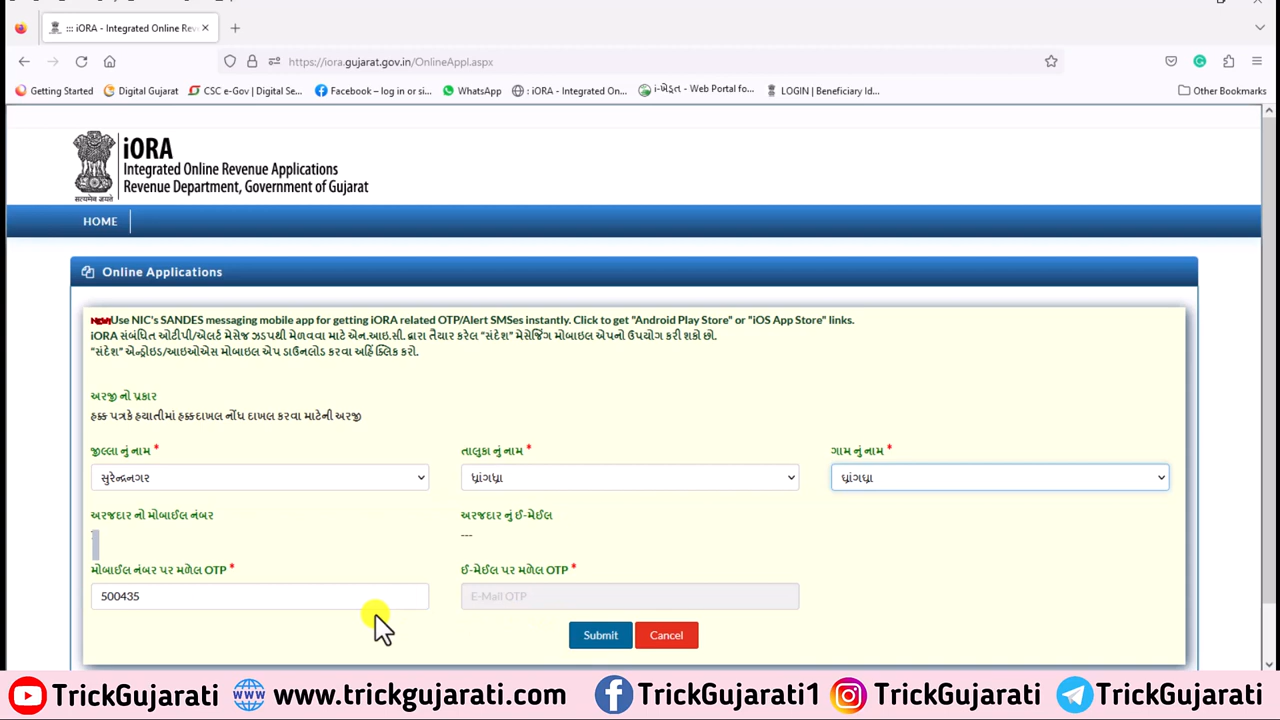 ::: iORA - Integrated Online Rev
https://iora.gujarat.gov.in/OnlineAppl.aspx
Getting Started
Digital Gujarat
CSC e-Gov | Digital Se...
Facebook – log in or si...
WhatsApp
: iORA - Integrated On...
i-ખેડૂત - Web Portal fo...
LOGIN | Beneficiary Id...
Other Bookmarks
iORA
Integrated Online Revenue Applications
Revenue Department, Government of Gujarat
सत्यमेव जयते
HOME
Online Applications
Use NIC's SANDES messaging mobile app for getting iORA related OTP/Alert SMSes instantly. Click to get "Android Play Store" or "iOS App Store" links.
iORA સંબંધિત ઓટીપી/એલર્ટ મેસેજ ઝડપથી મેળવવા માટે એન.આઇ.સી. દ્વારા તૈયાર કરેલ "સંદેશ" મેસેજિંગ મોબાઇલ એપનો ઉપયોગ કરી શકો છો.
"સંદેશ" એન્ડ્રોઇડ/આઇઓએસ મોબાઇલ એપ ડાઉનલોડ કરવા અહિં ક્લિક કરો.
અરજી નો પ્રકાર
હક્ક પત્રકે હયાતીમાં હક્કદાખલ નોંધ દાખલ કરવા માટેની અરજી
જીલ્લા નું નામ *
તાલુકા નું નામ *
ગામ નું નામ *
સુરેન્દ્રનગર
ધ્રાંગધ્રા
ધ્રાંગધ્રા
અરજદાર નો મોબાઈલ નંબર
અરજદાર નું ઈ-મેઈલ
---
મોબાઈલ નંબર પર મળેલ OTP *
ઈ-મેઈલ પર મળેલ OTP *
500435
E-Mail OTP
Submit
Cancel
TrickGujarati
www.trickgujarati.com
TrickGujarati1
TrickGujarati
TrickGujarati